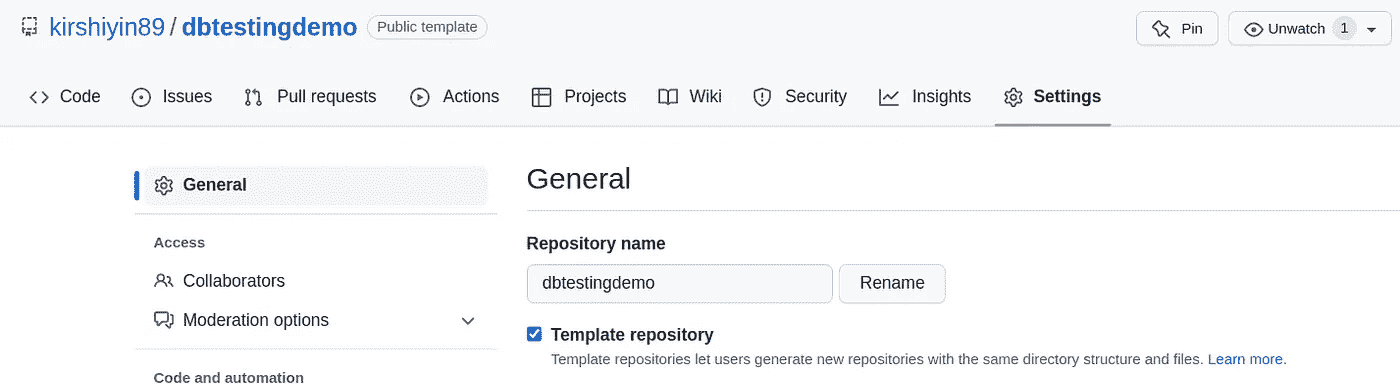 kirshiyin89 / dbtestingdemo Public template Pin Unwatch 1
Code Issues Pull requests Actions Projects Wiki Security Insights Settings
General
Access
Collaborators
Moderation options
Code and automation
General
Repository name
dbtestingdemo Rename
Template repository
Template repositories let users generate new repositories with the same directory structure and files. Learn more.